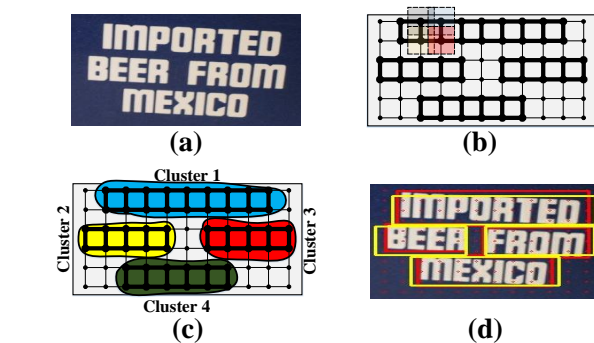 IMPORTED
BEER FROM
MEXICO
(a)
(b)
Cluster 1
Cluster 2
Cluster 3
Cluster 4
(c)
IMPORTED
BEER FROM
MEXICO
(d)